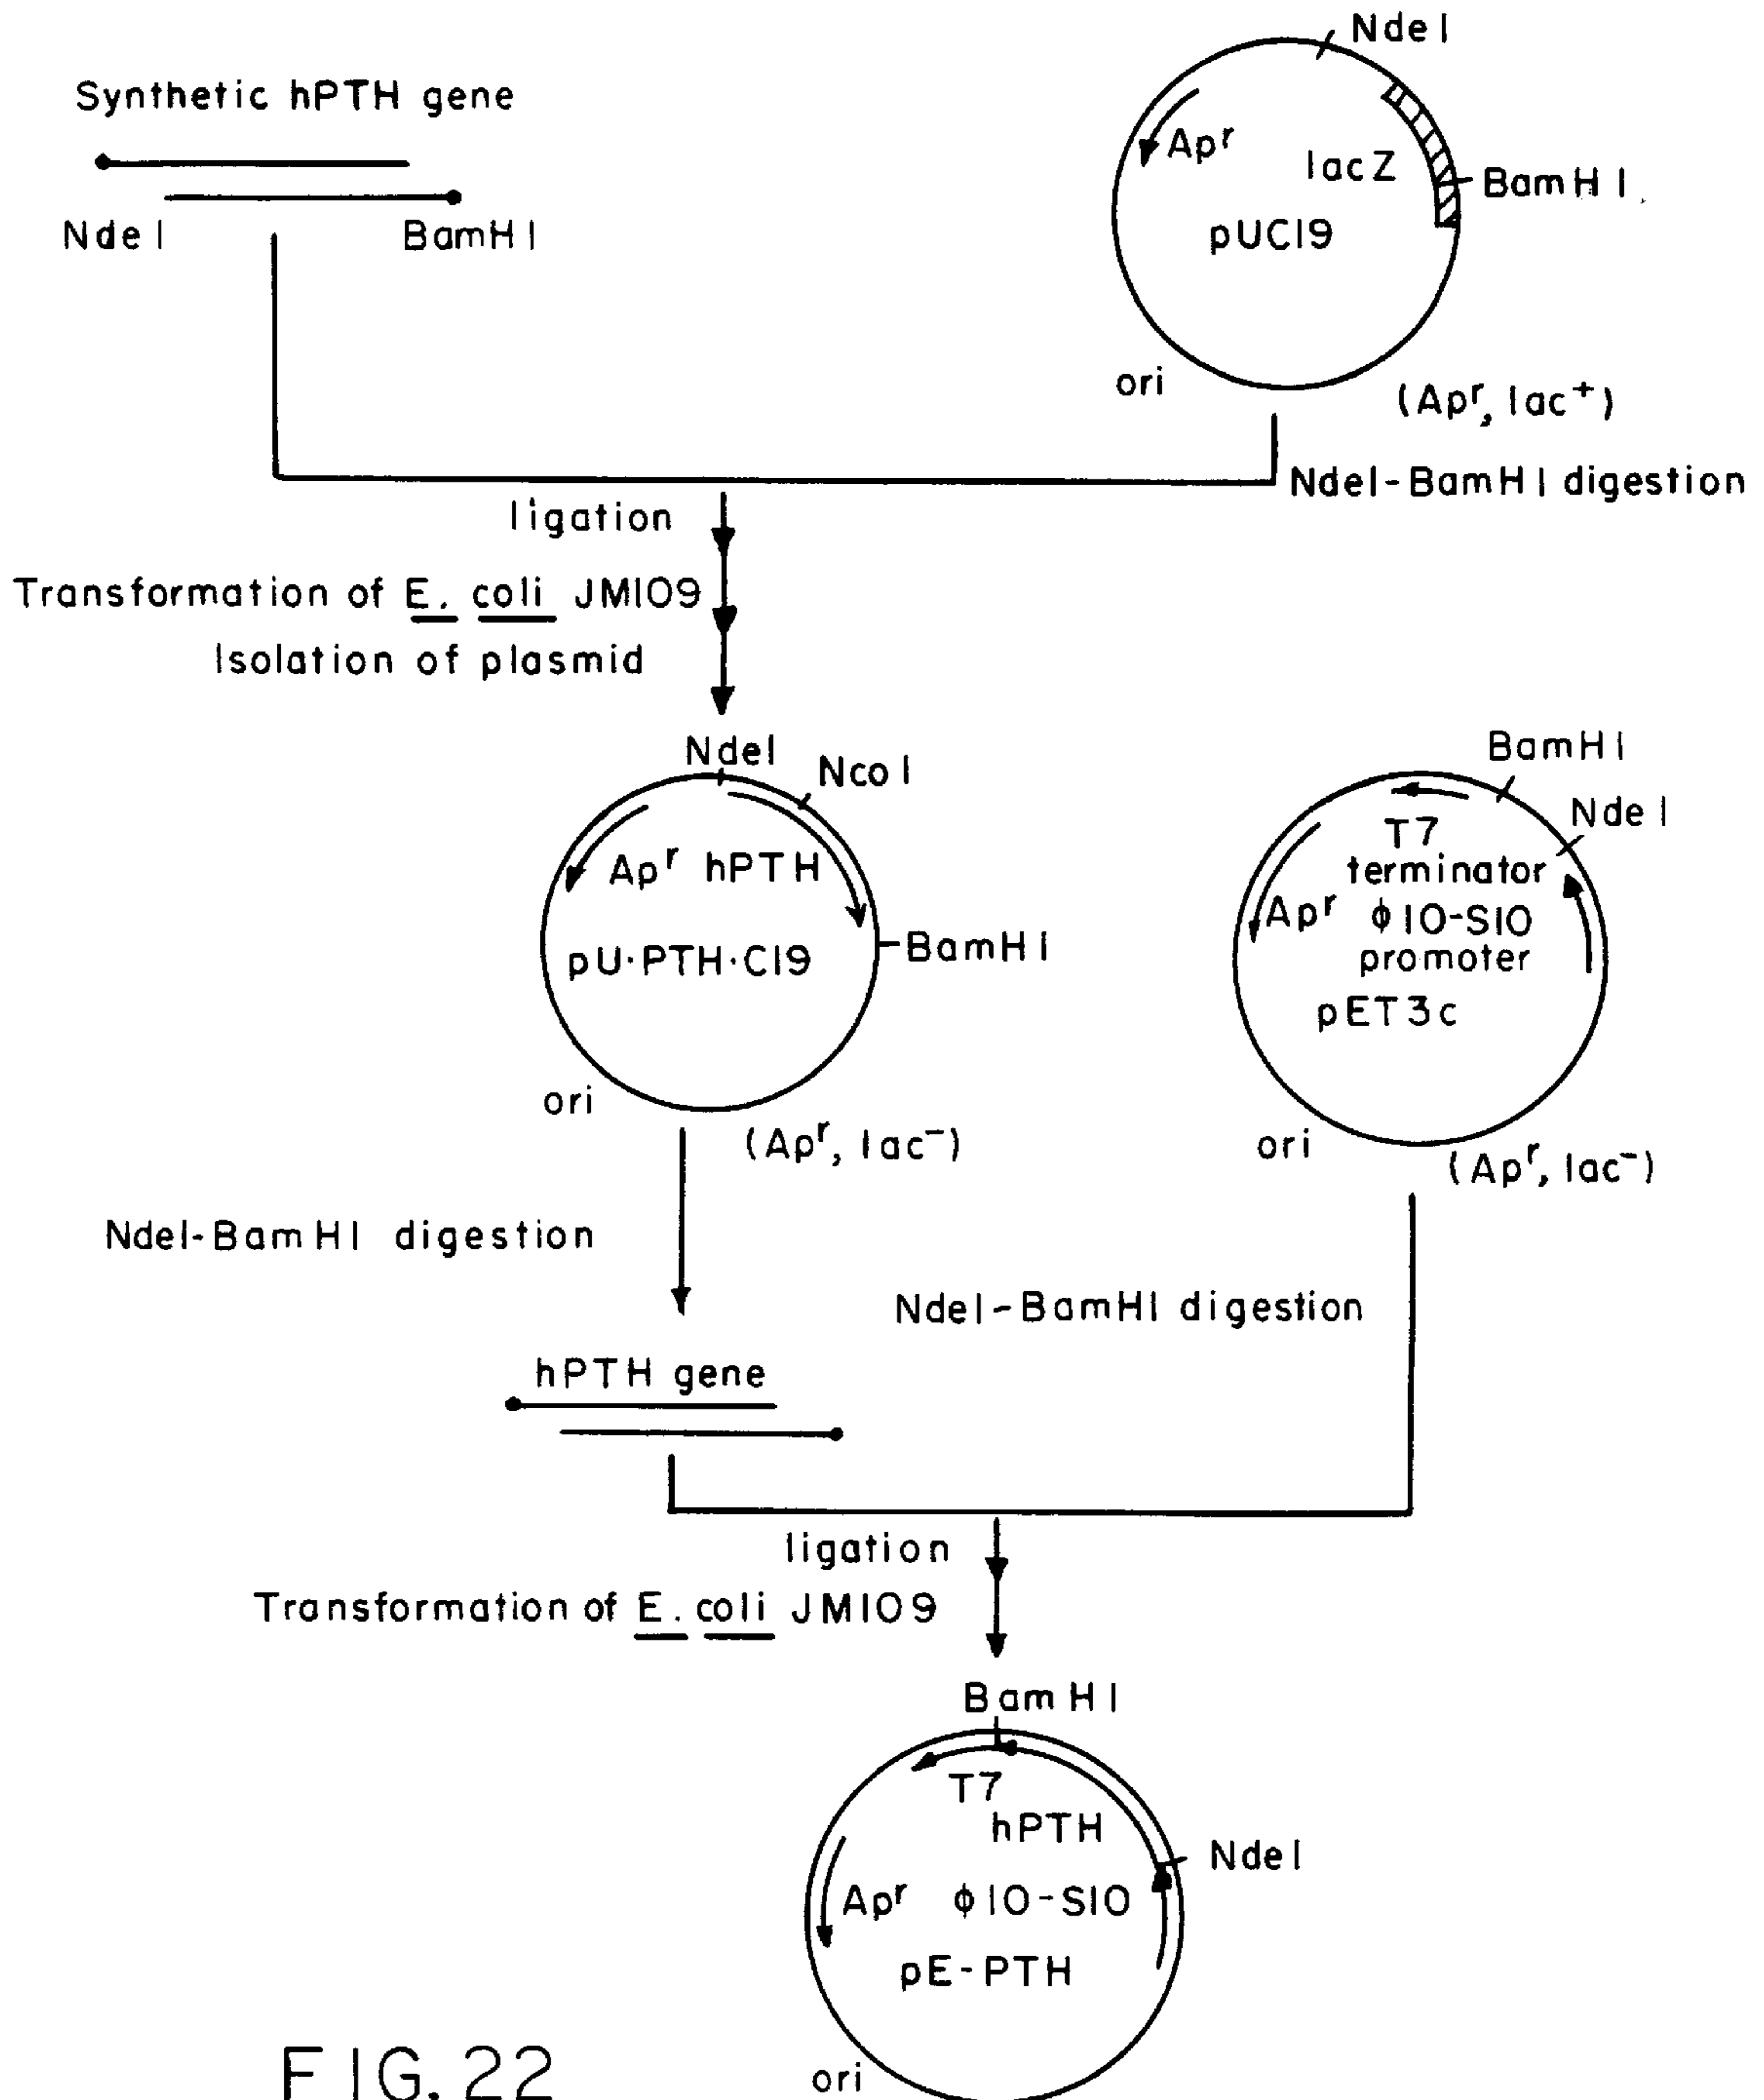 NdeI
Synthetic hPTH gene
Apr
lacZ
BamHI
NdeI
BamHI
pUC19
ori
(Apr, lac+)
NdeI-BamHI digestion
ligation
Transformation of E. coli JM109
Isolation of plasmid
NdeI
NcoI
BamHI
NdeI
T7
terminator
Apr hPTH
Apr
φ10-S10
promoter
pU·PTH·C19
BamHI
pET3c
ori
(Apr, lac-)
ori
(Apr, lac-)
NdeI-BamHI digestion
NdeI-BamHI digestion
hPTH gene
ligation
Transformation of E. coli JM109
BamHI
T7
hPTH
NdeI
Apr
φ10-S10
pE-PTH
ori
FIG. 22